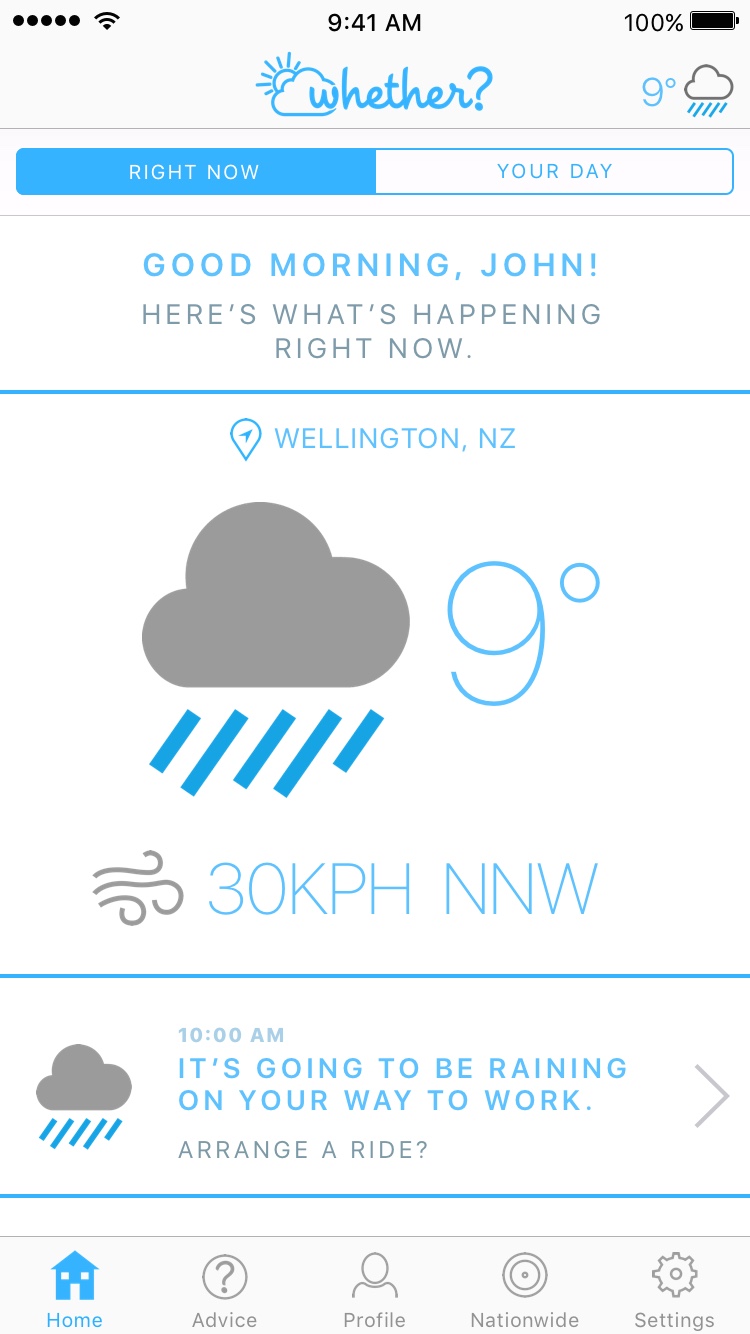 9:41 AM 100%
whether? 9°
RIGHT NOW YOUR DAY
GOOD MORNING, JOHN!
HERE’S WHAT’S HAPPENING
RIGHT NOW.
WELLINGTON, NZ
9°
30KPH NNW
10:00 AM
IT’S GOING TO BE RAINING
ON YOUR WAY TO WORK.
ARRANGE A RIDE?
Home Advice Profile Nationwide Settings